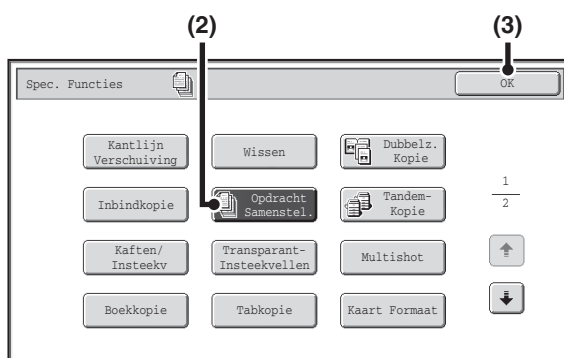 (2) (3)
Spec. Functies OK
Kantlijn
Verschuiving
Wissen
Dubbelz.
Kopie
Inbindkopie
Opdracht
Samenstel.
Tandem-
Kopie
1
2
Kaften/
Insteekv
Transparant-
Insteekvellen
Multishot
Boekkopie
Tabkopie
Kaart Formaat